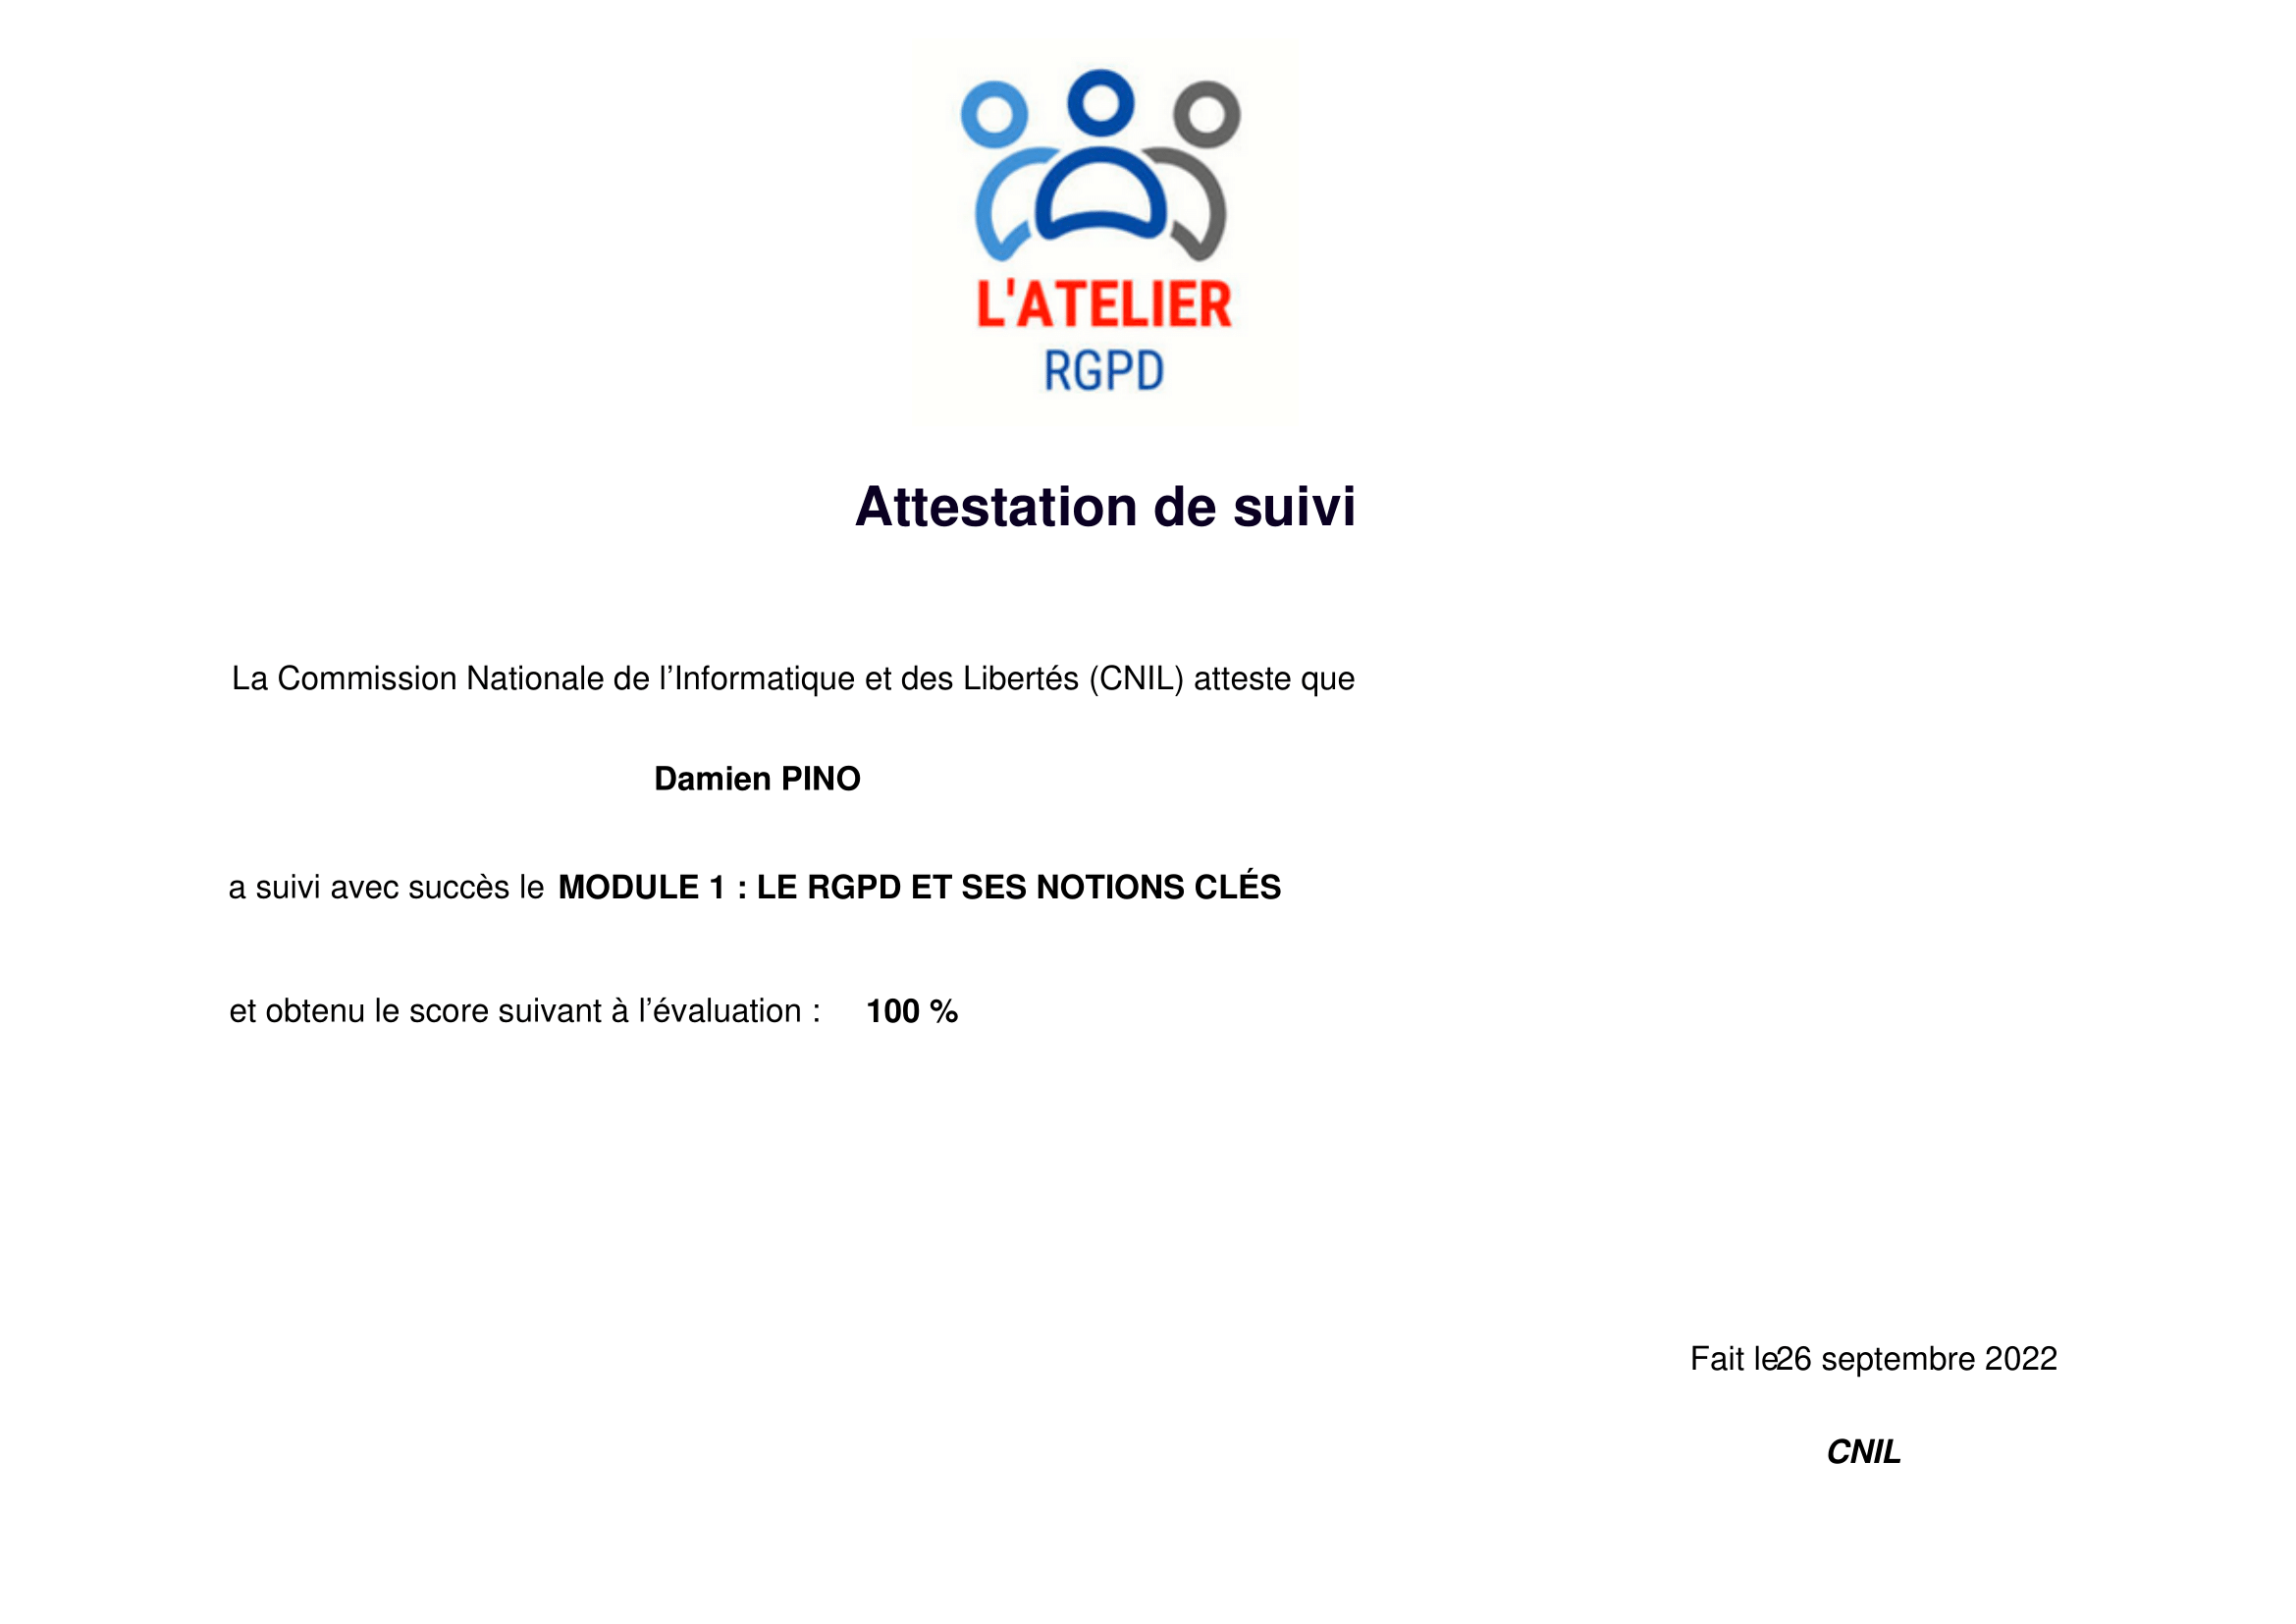 L'ATELIER
RGPD
Attestation de suivi
La Commission Nationale de l’Informatique et des Libertés (CNIL) atteste que
Damien PINO
a suivi avec succès le MODULE 1 : LE RGPD ET SES NOTIONS CLÉS
et obtenu le score suivant à l’évaluation : 100 %
Fait le26 septembre 2022
CNIL